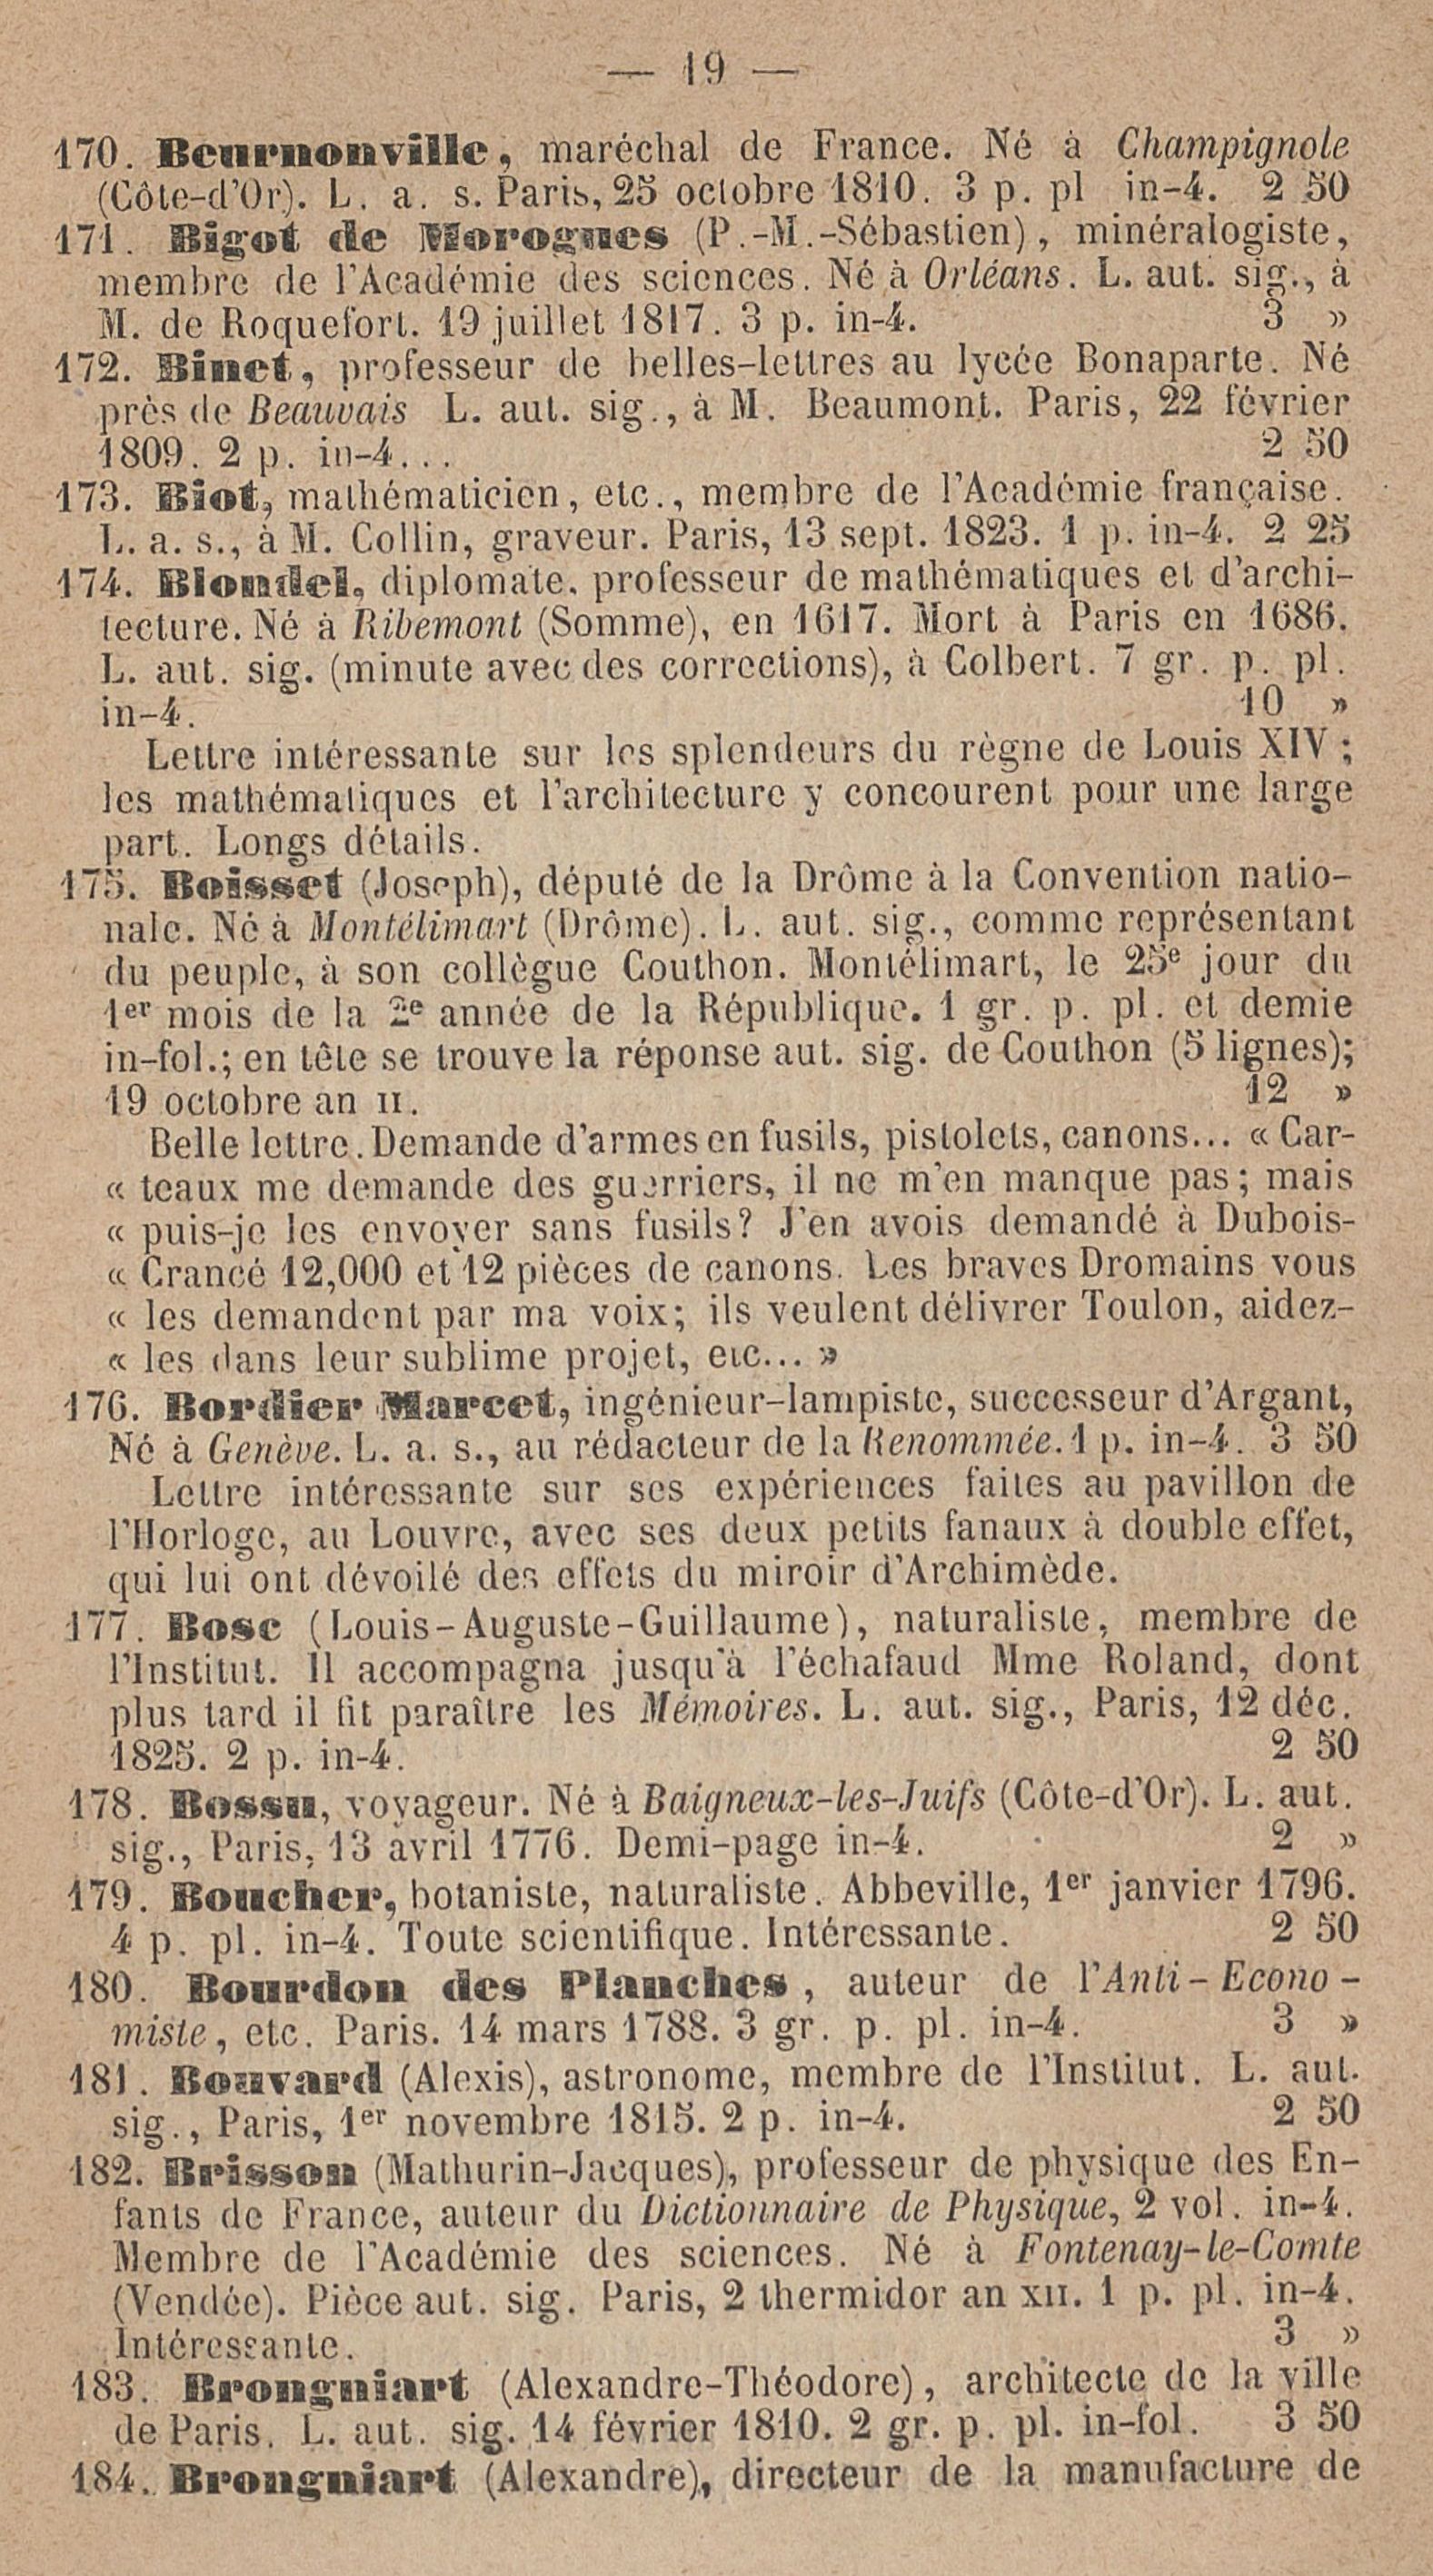 — 19 —
170. Beurnonville, maréchal de France. Né à Champignole
(Côte-d'Or). L. a. s. Paris, 25 octobre 1810. 3 p. pl in-4. 2 50
171. Bigot de Morogues (P.-M.-Sébastien), minéralogiste,
membre de l'Académie des sciences. Né à Orléans. L. aut. sig., à
M. de Roquefort. 19 juillet 1817. 3 p. in-4. 3 »
172. Binet, professeur de belles-lettres au lycée Bonaparte. Né
près de Beauvais L. aut. sig., à M. Beaumont. Paris, 22 février
1809. 2 p. in-4... 2 50
173. Biot, mathématicien, etc., membre de l'Académie française.
L. a. s., à M. Collin, graveur. Paris, 13 sept. 1823. 1 p. in-4. 2 25
174. Blondel, diplomate, professeur de mathématiques et d'archi-
tecture. Né à Ribemont (Somme), en 1617. Mort à Paris en 1686.
L. aut. sig. (minute avec des corrections), à Colbert. 7 gr. p. pl.
in-4. 10 »
Lettre intéressante sur les splendeurs du règne de Louis XIV;
les mathématiques et l'architecture y concourent pour une large
part. Longs détails.
175. Boisset (Joseph), député de la Drôme à la Convention natio-
nale. Né à Montélimart (Drôme). L. aut. sig., comme représentant
du peuple, à son collègue Couthon. Montélimart, le 25e jour du
1er mois de la 2e année de la République. 1 gr. p. pl. et demie
in-fol.; en tête se trouve la réponse aut. sig. de Couthon (5 lignes);
19 octobre an II. 12 »
Belle lettre. Demande d'armes en fusils, pistolets, canons... « Car-
« teaux me demande des guerriers, il ne m'en manque pas; mais
« puis-je les envoyer sans fusils? J'en avois demandé à Dubois-
« Crancé 12,000 et 12 pièces de canons. Les braves Dromains vous
« les demandent par ma voix; ils veulent délivrer Toulon, aidez-
« les dans leur sublime projet, etc... »
176. Bordier Marcet, ingénieur-lampiste, successeur d'Argant,
Né à Genève. L. a. s., au rédacteur de la Renommée. 1 p. in-4. 3 50
Lettre intéressante sur ses expériences faites au pavillon de
l'Horloge, au Louvre, avec ses deux petits fanaux à double effet,
qui lui ont dévoilé des effets du miroir d'Archimède.
177. Bosc (Louis-Auguste-Guillaume), naturaliste, membre de
l'Institut. Il accompagna jusqu'à l'échafaud Mme Roland, dont
plus tard il fit paraître les Mémoires. L. aut. sig., Paris, 12 déc.
1825. 2 p. in-4. 2 50
178. Bossu, voyageur. Né à Baigneux-les-Juifs (Côte-d'Or). L. aut.
sig., Paris, 13 avril 1776. Demi-page in-4. 2 »
179. Boucher, botaniste, naturaliste. Abbeville, 1er janvier 1796.
4 p. pl. in-4. Toute scientifique. Intéressante. 2 50
180. Bourdon des Planches, auteur de l'Anti-Econo-
miste, etc. Paris. 14 mars 1788. 3 gr. p. pl. in-4. 3 »
181. Bouvard (Alexis), astronome, membre de l'Institut. L. aut.
sig., Paris, 1er novembre 1815. 2 p. in-4. 2 50
182. Brisson (Mathurin-Jacques), professeur de physique des En-
fants de France, auteur du Dictionnaire de Physique, 2 vol. in-4.
Membre de l'Académie des sciences. Né à Fontenay-le-Comte
(Vendée). Pièce aut. sig. Paris, 2 thermidor an XII. 1 p. pl. in-4.
Intéressante. 3 »
183. Brongniart (Alexandre-Théodore), architecte de la ville
de Paris. L. aut. sig. 14 février 1810. 2 gr. p. pl. in-fol. 3 50
184. Brongniart (Alexandre), directeur de la manufacture de